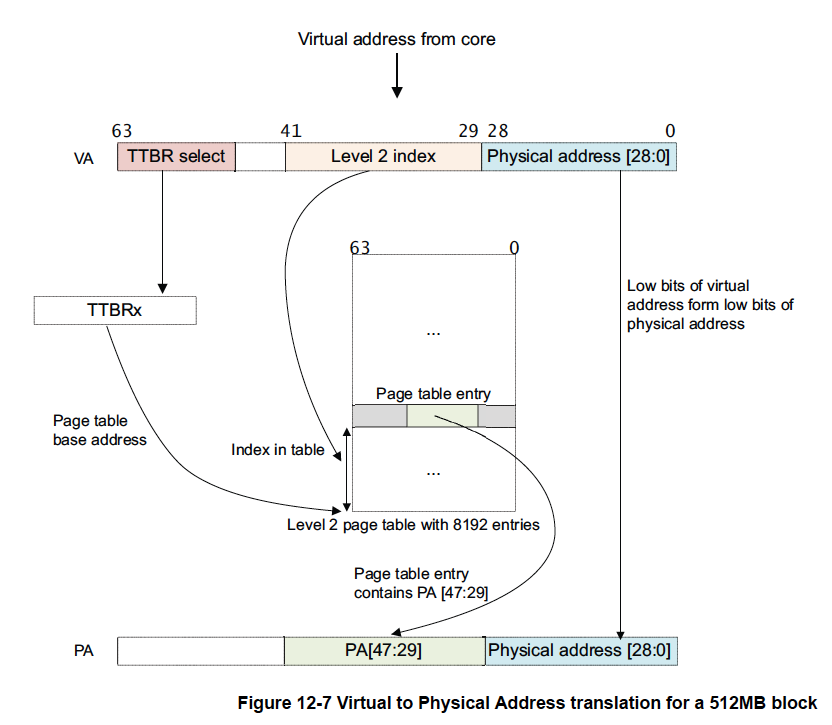 Virtual address from core
63 41 29 28 0
VA TTBR select Level 2 index Physical address [28:0]
63 0
Low bits of virtual
address form low bits of
physical address
TTBRx
...
Page table entry
Page table
base address
Index in table
...
Level 2 page table with 8192 entries
Page table entry
contains PA [47:29]
PA PA[47:29] Physical address [28:0]
Figure 12-7 Virtual to Physical Address translation for a 512MB block